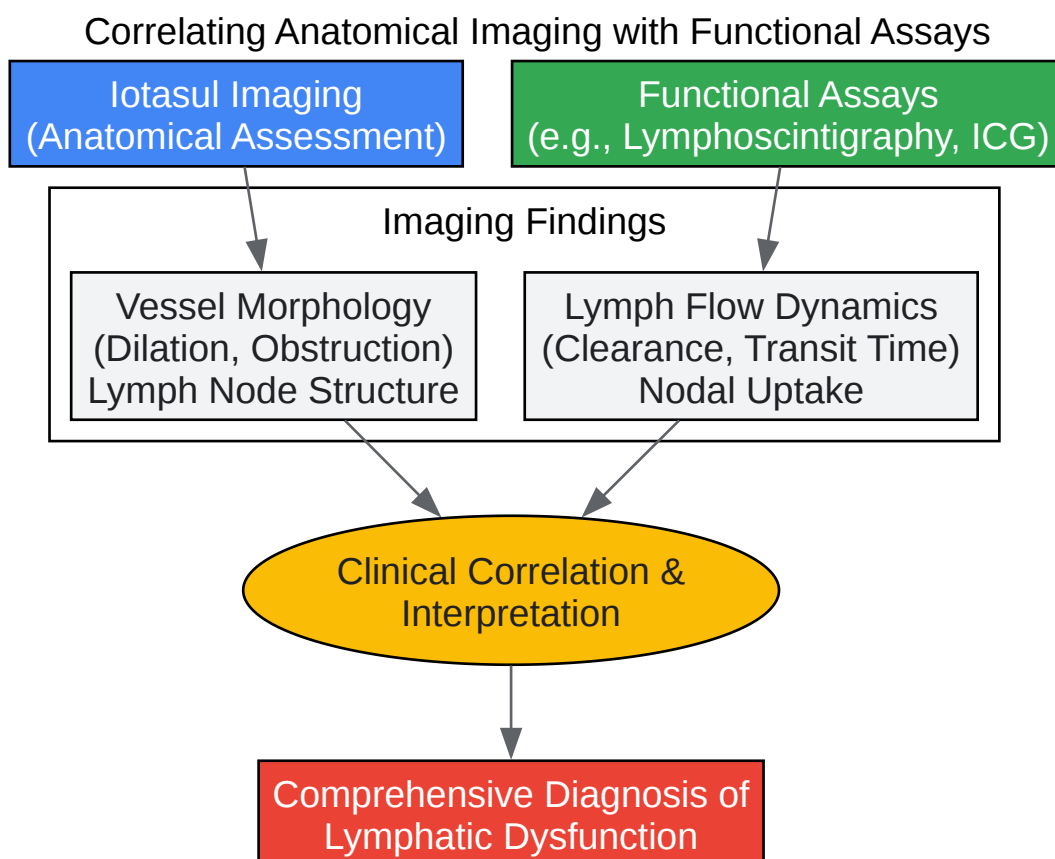 Correlating Anatomical Imaging with Functional Assays
Iotasul Imaging
(Anatomical Assessment)
Functional Assays
(e.g., Lymphoscintigraphy, ICG)
Imaging Findings
Vessel Morphology
(Dilation, Obstruction)
Lymph Node Structure
Lymph Flow Dynamics
(Clearance, Transit Time)
Nodal Uptake
Clinical Correlation &
Interpretation
Comprehensive Diagnosis of
Lymphatic Dysfunction